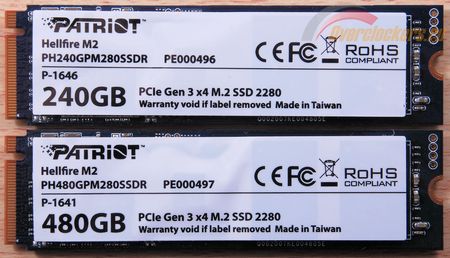 Overclockers.ru
PATRIOT
Hellfire M2
PH240GPM280SSDR PE000496
P-1646
240GB
PCIe Gen 3 x4 M.2 SSD 2280
Warranty void if label removed Made in Taiwan
CE FC RoHS
COMPLIANT
PATRIOT
Hellfire M2
PH480GPM280SSDR PE000497
P-1641
480GB
PCIe Gen 3 x4 M.2 SSD 2280
Warranty void if label removed Made in Taiwan
CE FC RoHS
COMPLIANT